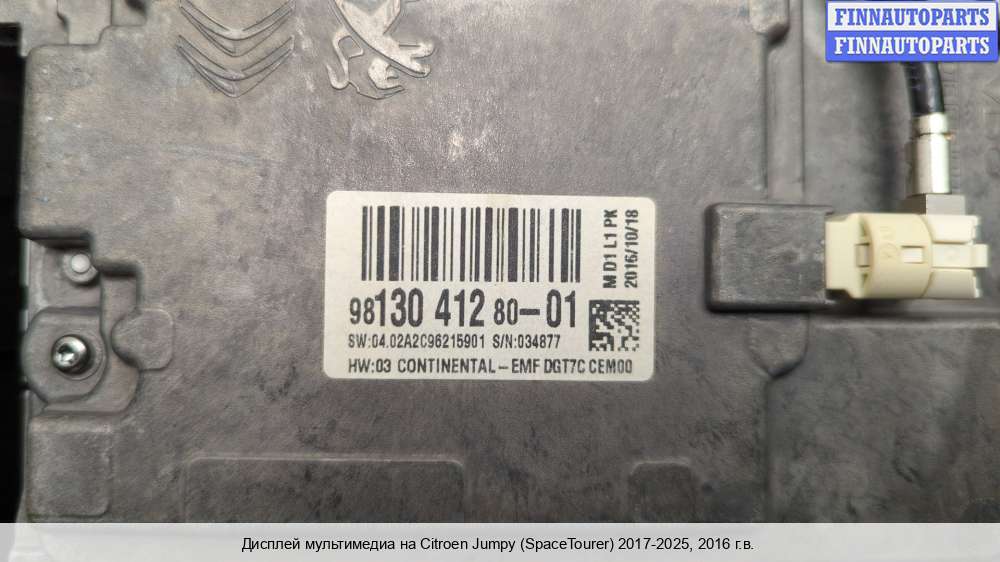 FINNAUTOPARTS
FINNAUTOPARTS
M D1 L1 PK
2016/10/18
98130 412 80-01
SW:04.02A2C96215901 S/N:034877
HW:03 CONTINENTAL-EMF DGT7C CEM00
Дисплей мультимедиа на Citroen Jumpy (SpaceTourer) 2017-2025, 2016 г.в.